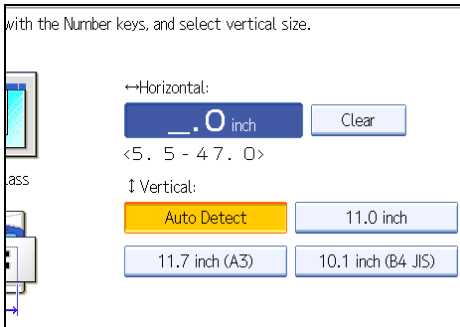 with the Number keys, and select vertical size.
↔Horizontal:
_.0 inch
Clear
<5.5-47.0>
lass
↕Vertical:
Auto Detect
11.0 inch
11.7 inch (A3)
10.1 inch (B4 JIS)